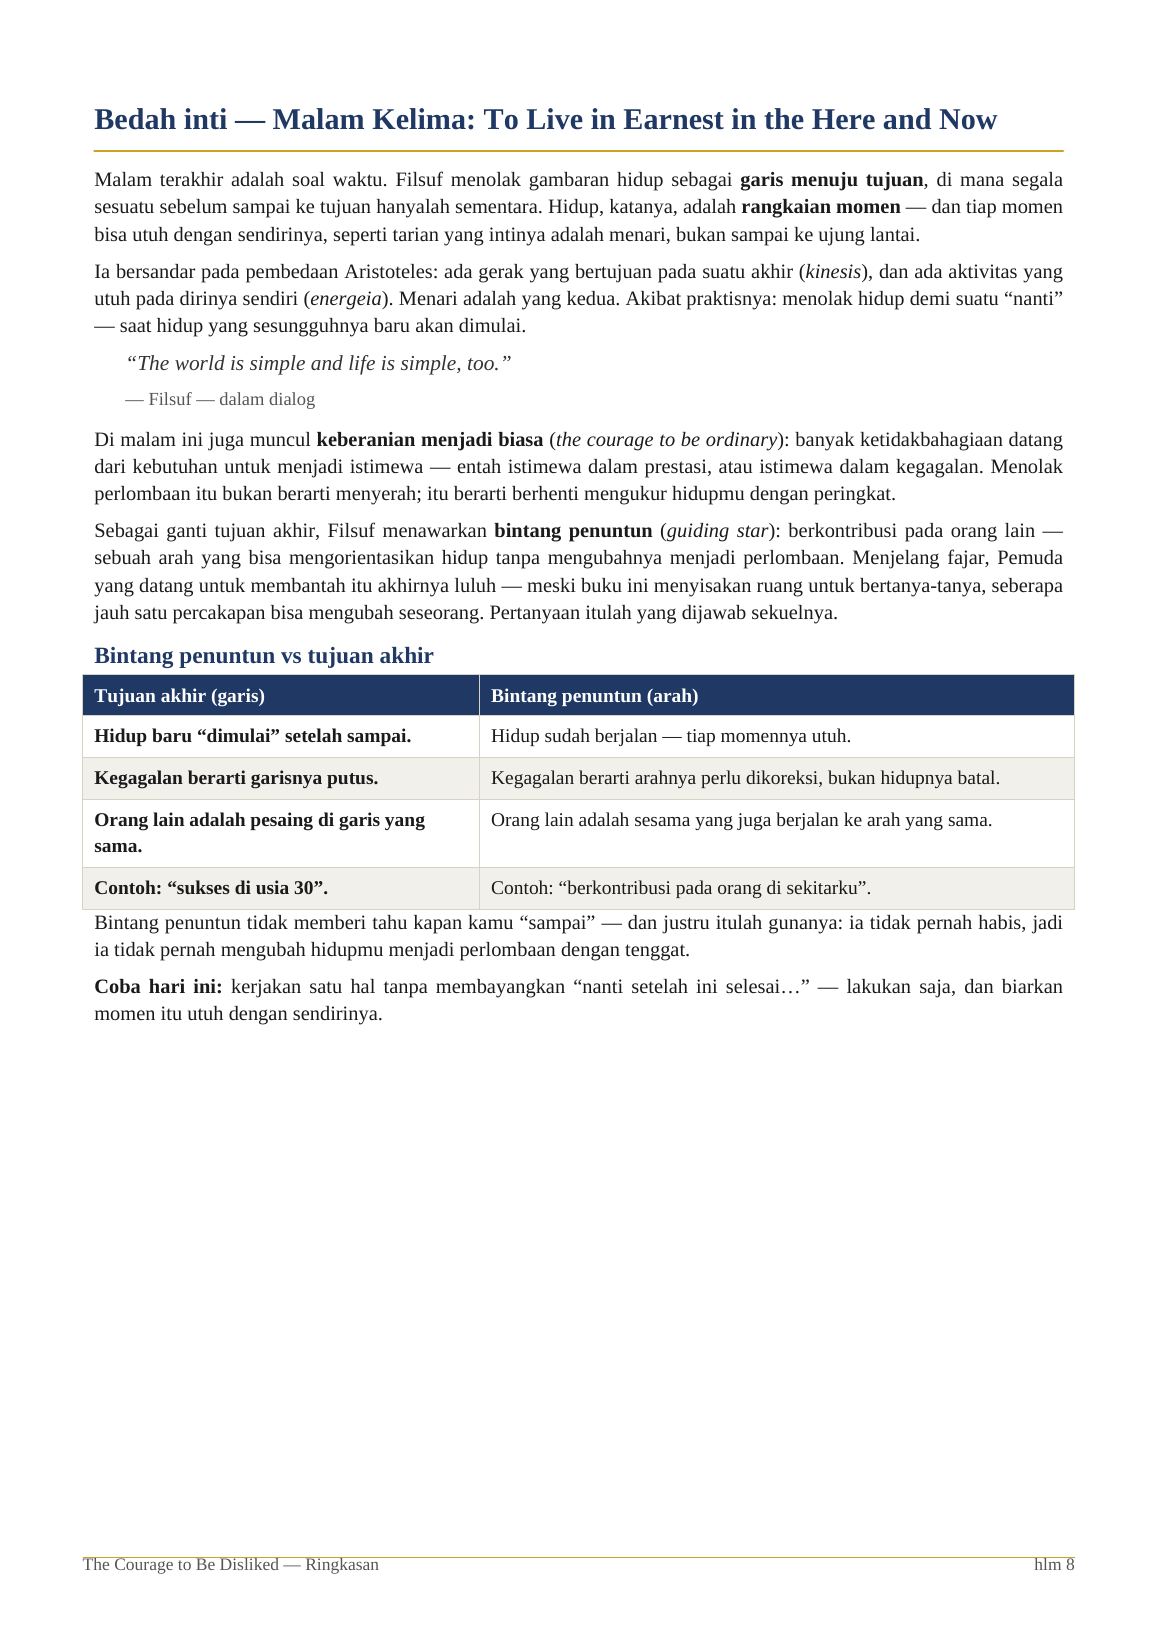 Bedah inti — Malam Kelima: To Live in Earnest in the Here and Now
Malam terakhir adalah soal waktu. Filsuf menolak gambaran hidup sebagai garis menuju tujuan, di mana segala
sesuatu sebelum sampai ke tujuan hanyalah sementara. Hidup, katanya, adalah rangkaian momen — dan tiap momen
bisa utuh dengan sendirinya, seperti tarian yang intinya adalah menari, bukan sampai ke ujung lantai.
Ia bersandar pada pembedaan Aristoteles: ada gerak yang bertujuan pada suatu akhir (kinesis), dan ada aktivitas yang
utuh pada dirinya sendiri (energeia). Menari adalah yang kedua. Akibat praktisnya: menolak hidup demi suatu “nanti”
— saat hidup yang sesungguhnya baru akan dimulai.
“The world is simple and life is simple, too.”
— Filsuf — dalam dialog
Di malam ini juga muncul keberanian menjadi biasa (the courage to be ordinary): banyak ketidakbahagiaan datang
dari kebutuhan untuk menjadi istimewa — entah istimewa dalam prestasi, atau istimewa dalam kegagalan. Menolak
perlombaan itu bukan berarti menyerah; itu berarti berhenti mengukur hidupmu dengan peringkat.
Sebagai ganti tujuan akhir, Filsuf menawarkan bintang penuntun (guiding star): berkontribusi pada orang lain —
sebuah arah yang bisa mengorientasikan hidup tanpa mengubahnya menjadi perlombaan. Menjelang fajar, Pemuda
yang datang untuk membantah itu akhirnya luluh — meski buku ini menyisakan ruang untuk bertanya-tanya, seberapa
jauh satu percakapan bisa mengubah seseorang. Pertanyaan itulah yang dijawab sekuelnya.
Bintang penuntun vs tujuan akhir
Tujuan akhir (garis) Bintang penuntun (arah)
Hidup baru “dimulai” setelah sampai. Hidup sudah berjalan — tiap momennya utuh.
Kegagalan berarti garisnya putus. Kegagalan berarti arahnya perlu dikoreksi, bukan hidupnya batal.
Orang lain adalah pesaing di garis yang Orang lain adalah sesama yang juga berjalan ke arah yang sama.
sama.
Contoh: “sukses di usia 30”. Contoh: “berkontribusi pada orang di sekitarku”.
Bintang penuntun tidak memberi tahu kapan kamu “sampai” — dan justru itulah gunanya: ia tidak pernah habis, jadi
ia tidak pernah mengubah hidupmu menjadi perlombaan dengan tenggat.
Coba hari ini: kerjakan satu hal tanpa membayangkan “nanti setelah ini selesai…” — lakukan saja, dan biarkan
momen itu utuh dengan sendirinya.
The Courage to Be Disliked — Ringkasan hlm 8